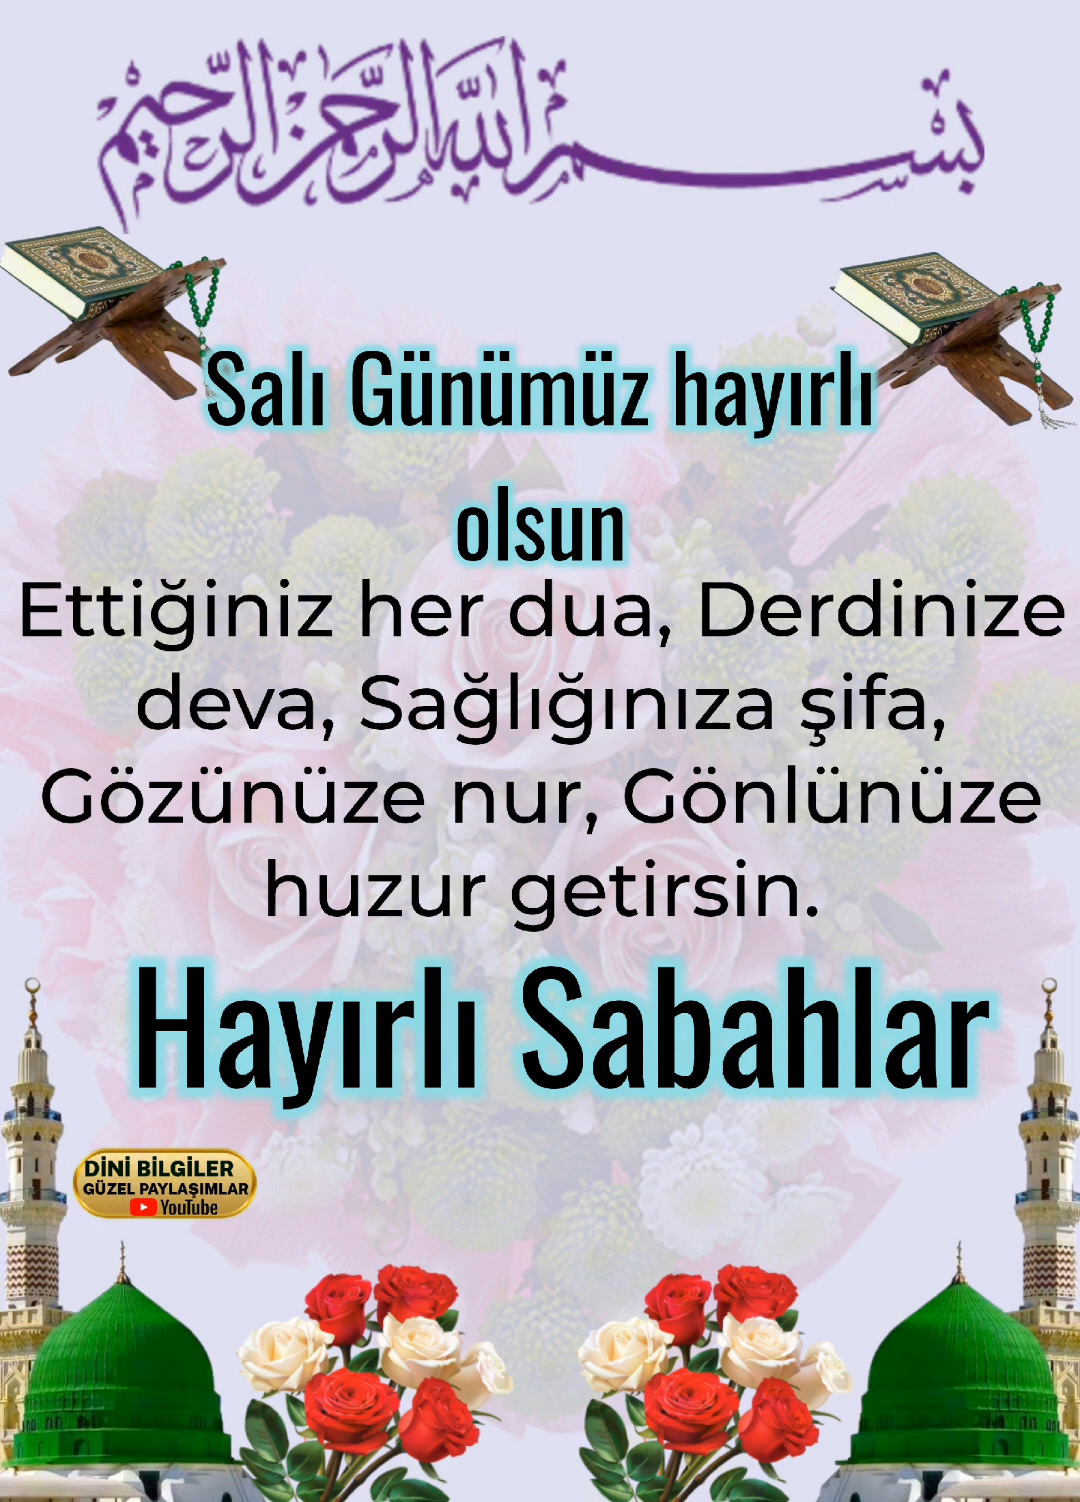 بسم الله الرحمن الرحيم
Salı Günümüz hayırlı
olsun
Ettiğiniz her dua, Derdinize
deva, Sağlığınıza şifa,
Gözünüze nur, Gönlünüze
huzur getirsin.
Hayırlı Sabahlar
DİNİ BİLGİLER
GÜZEL PAYLAŞIMLAR
YouTube